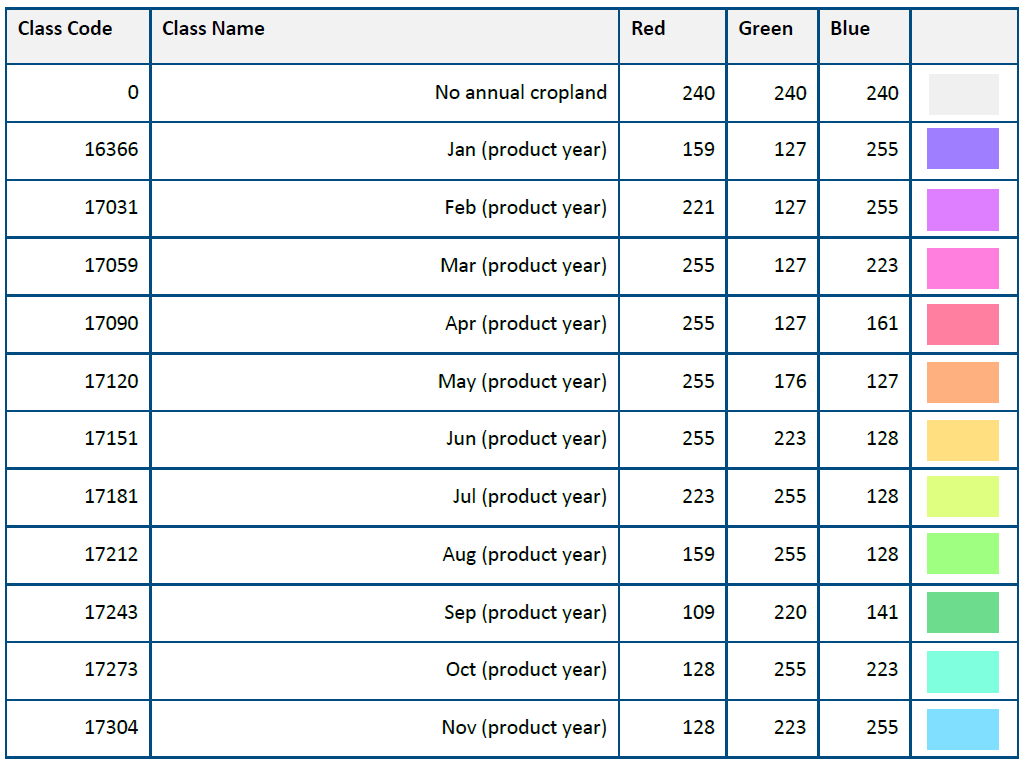 Class Code Class Name Red Green Blue
0 No annual cropland 240 240 240
16366 Jan (product year) 159 127 255
17031 Feb (product year) 221 127 255
17059 Mar (product year) 255 127 223
17090 Apr (product year) 255 127 161
17120 May (product year) 255 176 127
17151 Jun (product year) 255 223 128
17181 Jul (product year) 223 255 128
17212 Aug (product year) 159 255 128
17243 Sep (product year) 109 220 141
17273 Oct (product year) 128 255 223
17304 Nov (product year) 128 223 255